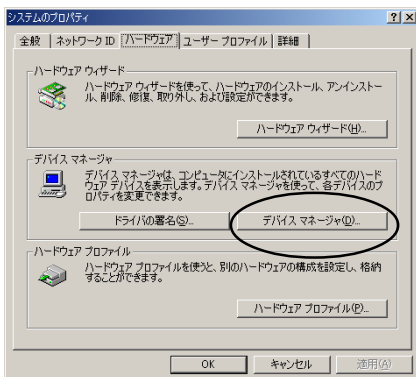 システムのプロパティ
全般 ネットワーク ID ハードウェア ユーザー プロファイル 詳細
ハードウェア ウィザード
ハードウェア ウィザードを使って、ハードウェアのインストール、アンインストー
ル、削除、修復、取り外し、および設定ができます。
ハードウェア ウィザード(H)...
デバイス マネージャ
デバイス マネージャは、コンピュータにインストールされているすべてのハード
ウェア デバイスを表示します。デバイス マネージャを使って、各デバイスのプ
ロパティを変更できます。
ドライバの署名(S)... デバイス マネージャ(D)...
ハードウェア プロファイル
ハードウェア プロファイルを使うと、別のハードウェアの構成を設定し、格納
することができます。
ハードウェア プロファイル(P)...
OK キャンセル 適用(A)